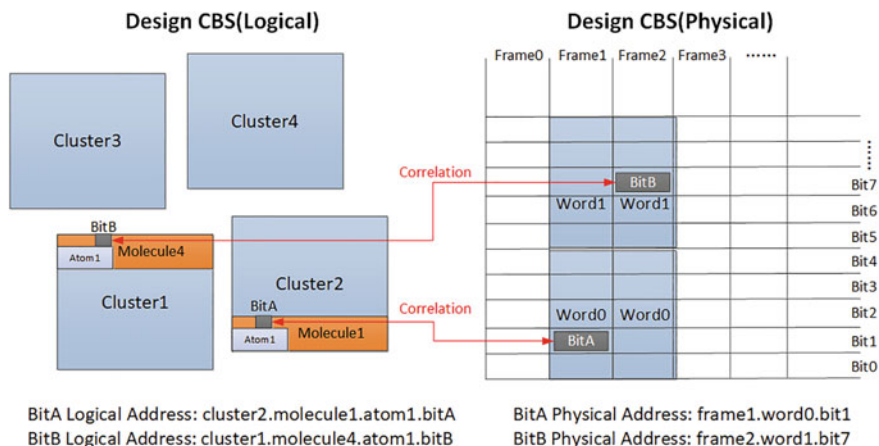 Design CBS(Logical)
Design CBS(Physical)
Frame0 Frame1 Frame2 Frame3 ······
Cluster3
Cluster4
Correlation
BitB
Bit7
······
BitB
Word1 Word1
Bit6
Molecule4
Atom1
Bit5
Cluster2
Bit4
Cluster1
Bit3
BitA
Correlation
Word0 Word0
Bit2
Molecule1
Atom1
BitA
Bit1
Bit0
BitA Logical Address: cluster2.molecule1.atom1.bitA
BitB Logical Address: cluster1.molecule4.atom1.bitB
BitA Physical Address: frame1.word0.bit1
BitB Physical Address: frame2.word1.bit7